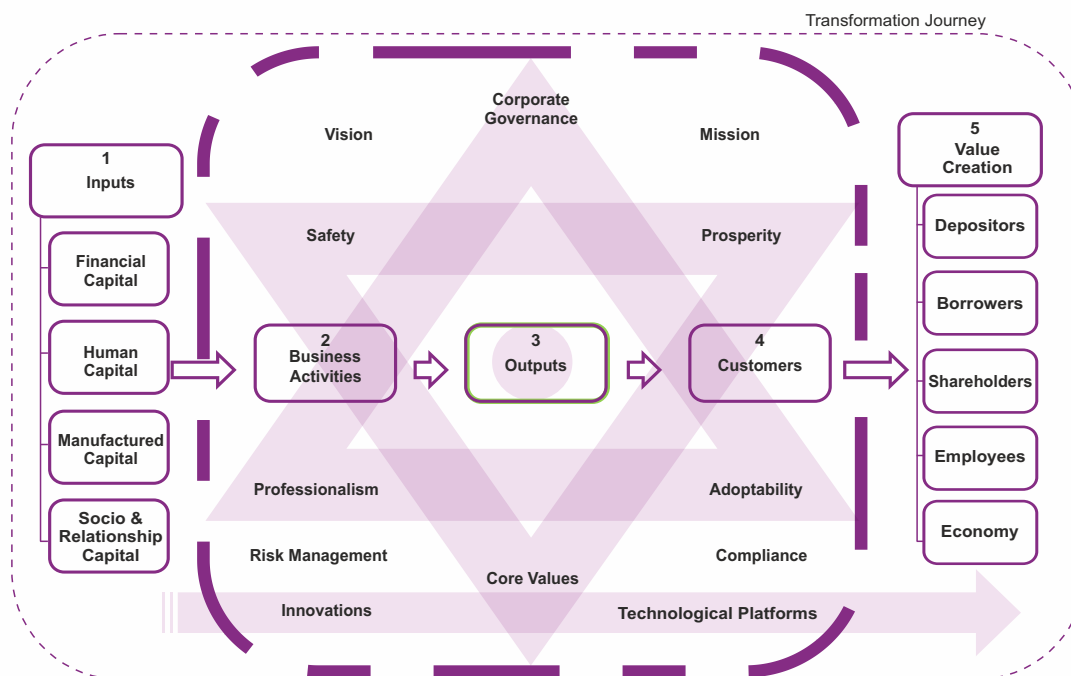 Transformation Journey
Corporate
Governance
Vision
Mission
1
Inputs
Financial
Capital
Human
Capital
Manufactured
Capital
Socio &
Relationship
Capital
Safety
Prosperity
2
Business
Activities
3
Outputs
4
Customers
Professionalism
Adoptability
Risk Management
Compliance
Core Values
Innovations
Technological Platforms
5
Value
Creation
Depositors
Borrowers
Shareholders
Employees
Economy